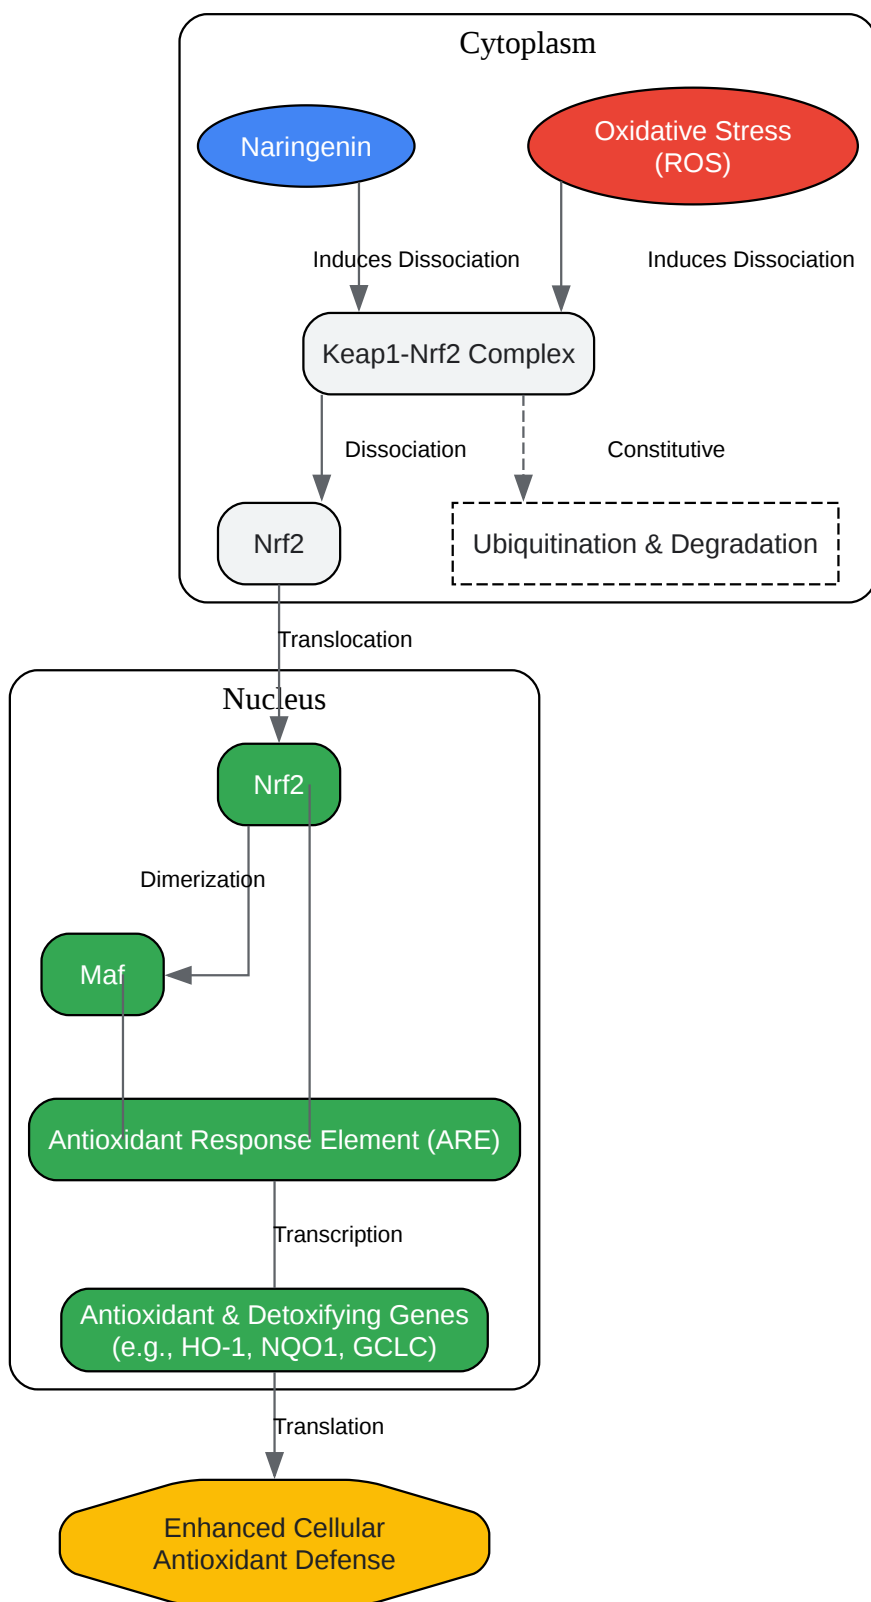 Cytoplasm
Naringenin
Oxidative Stress
(ROS)
Induces Dissociation
Induces Dissociation
Keap1-Nrf2 Complex
Dissociation
Constitutive
Nrf2
Ubiquitination & Degradation
Translocation
Nucleus
Nrf2
Dimerization
Maf
Antioxidant Response Element (ARE)
Transcription
Antioxidant & Detoxifying Genes
(e.g., HO-1, NQO1, GCLC)
Translation
Enhanced Cellular
Antioxidant Defense